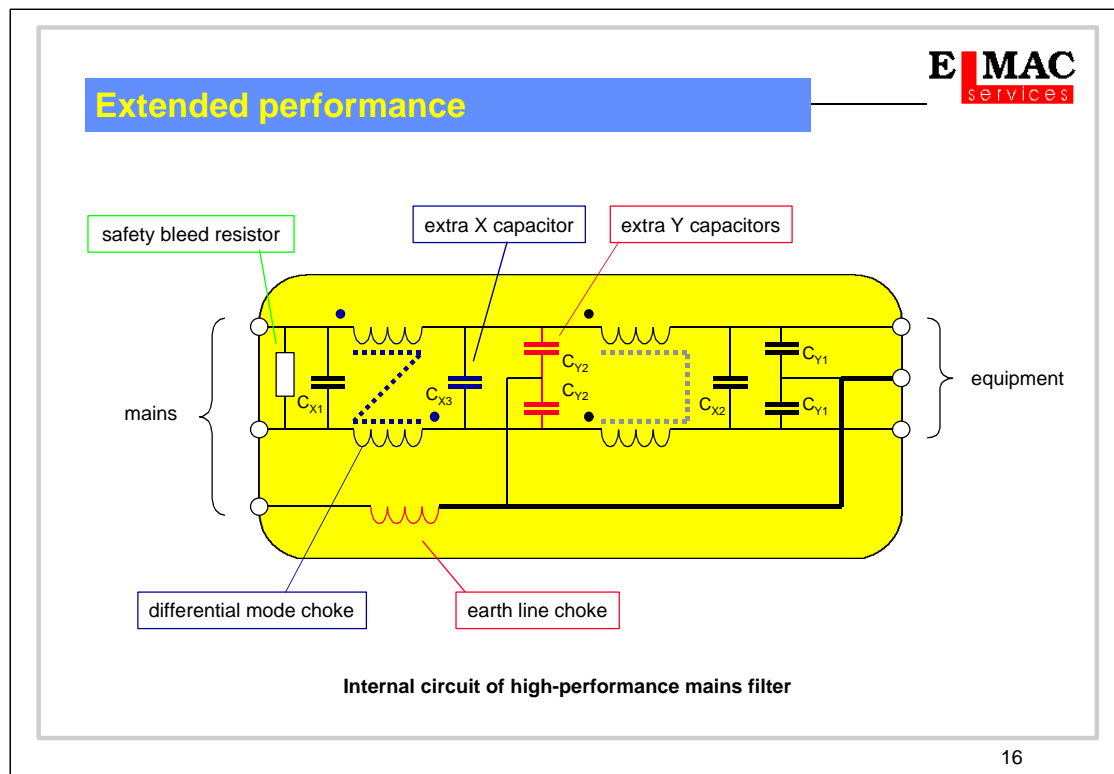 E MAC
services
Extended performance
safety bleed resistor
extra X capacitor
extra Y capacitors
CX1
CX3
CY2
CY2
CX2
CY1
CY1
mains
equipment
differential mode choke
earth line choke
Internal circuit of high-performance mains filter
16